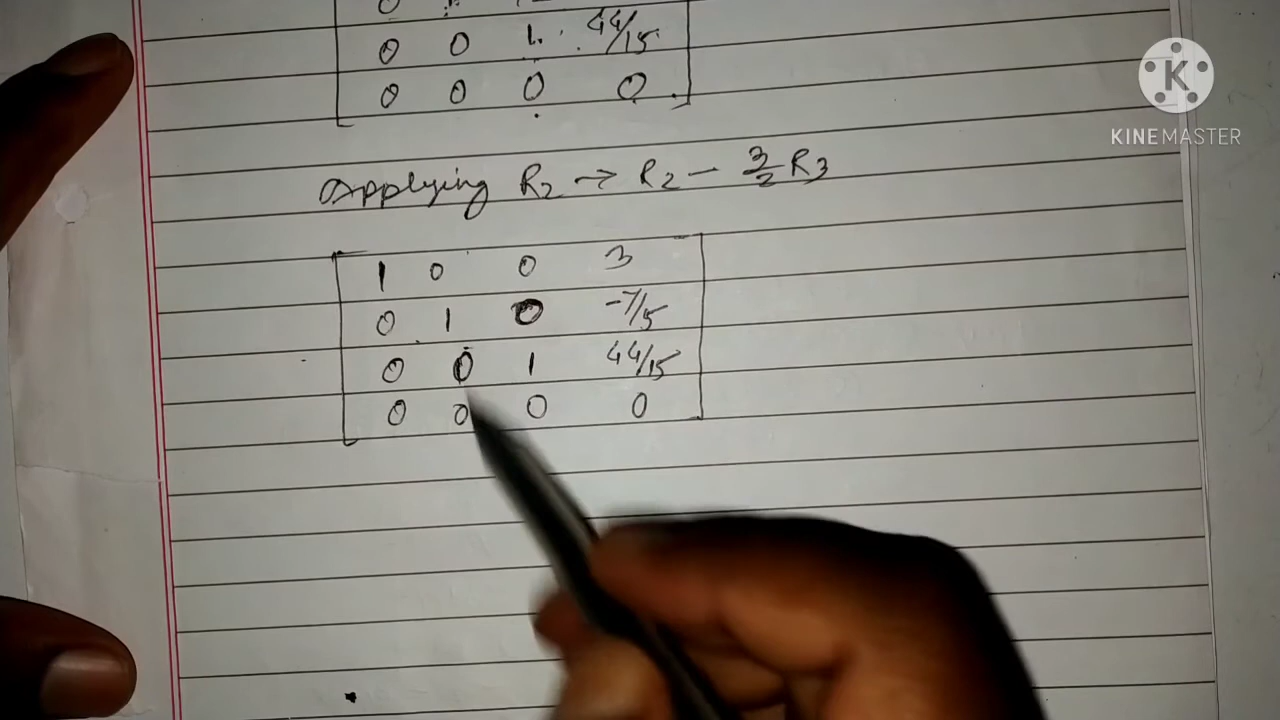 0 0 1 44/15
0 0 0 0
K
KINEMASTER
Applying R2 → R2 − 3/2 R3
1 0 0 3
0 1 0 -7/5
0 0 1 44/15
0 0 0 0